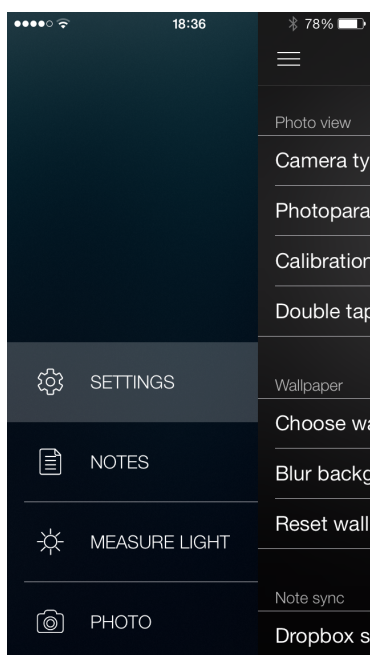 18:36
78%
Photo view
Camera ty
Photopara
Calibration
Double tap
Wallpaper
Choose wa
Blur backg
Reset wall
Note sync
Dropbox s
SETTINGS
NOTES
MEASURE LIGHT
PHOTO